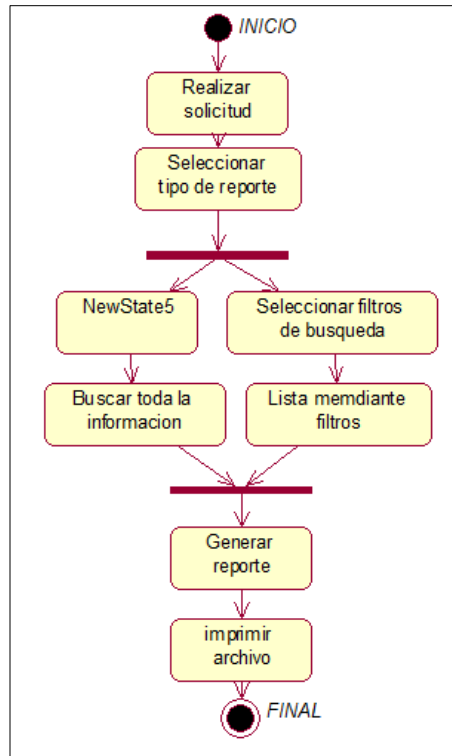 INICIO
Realizar
solicitud
Seleccionar
tipo de reporte
NewState5
Seleccionar filtros
de busqueda
Buscar toda la
informacion
Lista memdiante
filtros
Generar
reporte
imprimir
archivo
FINAL